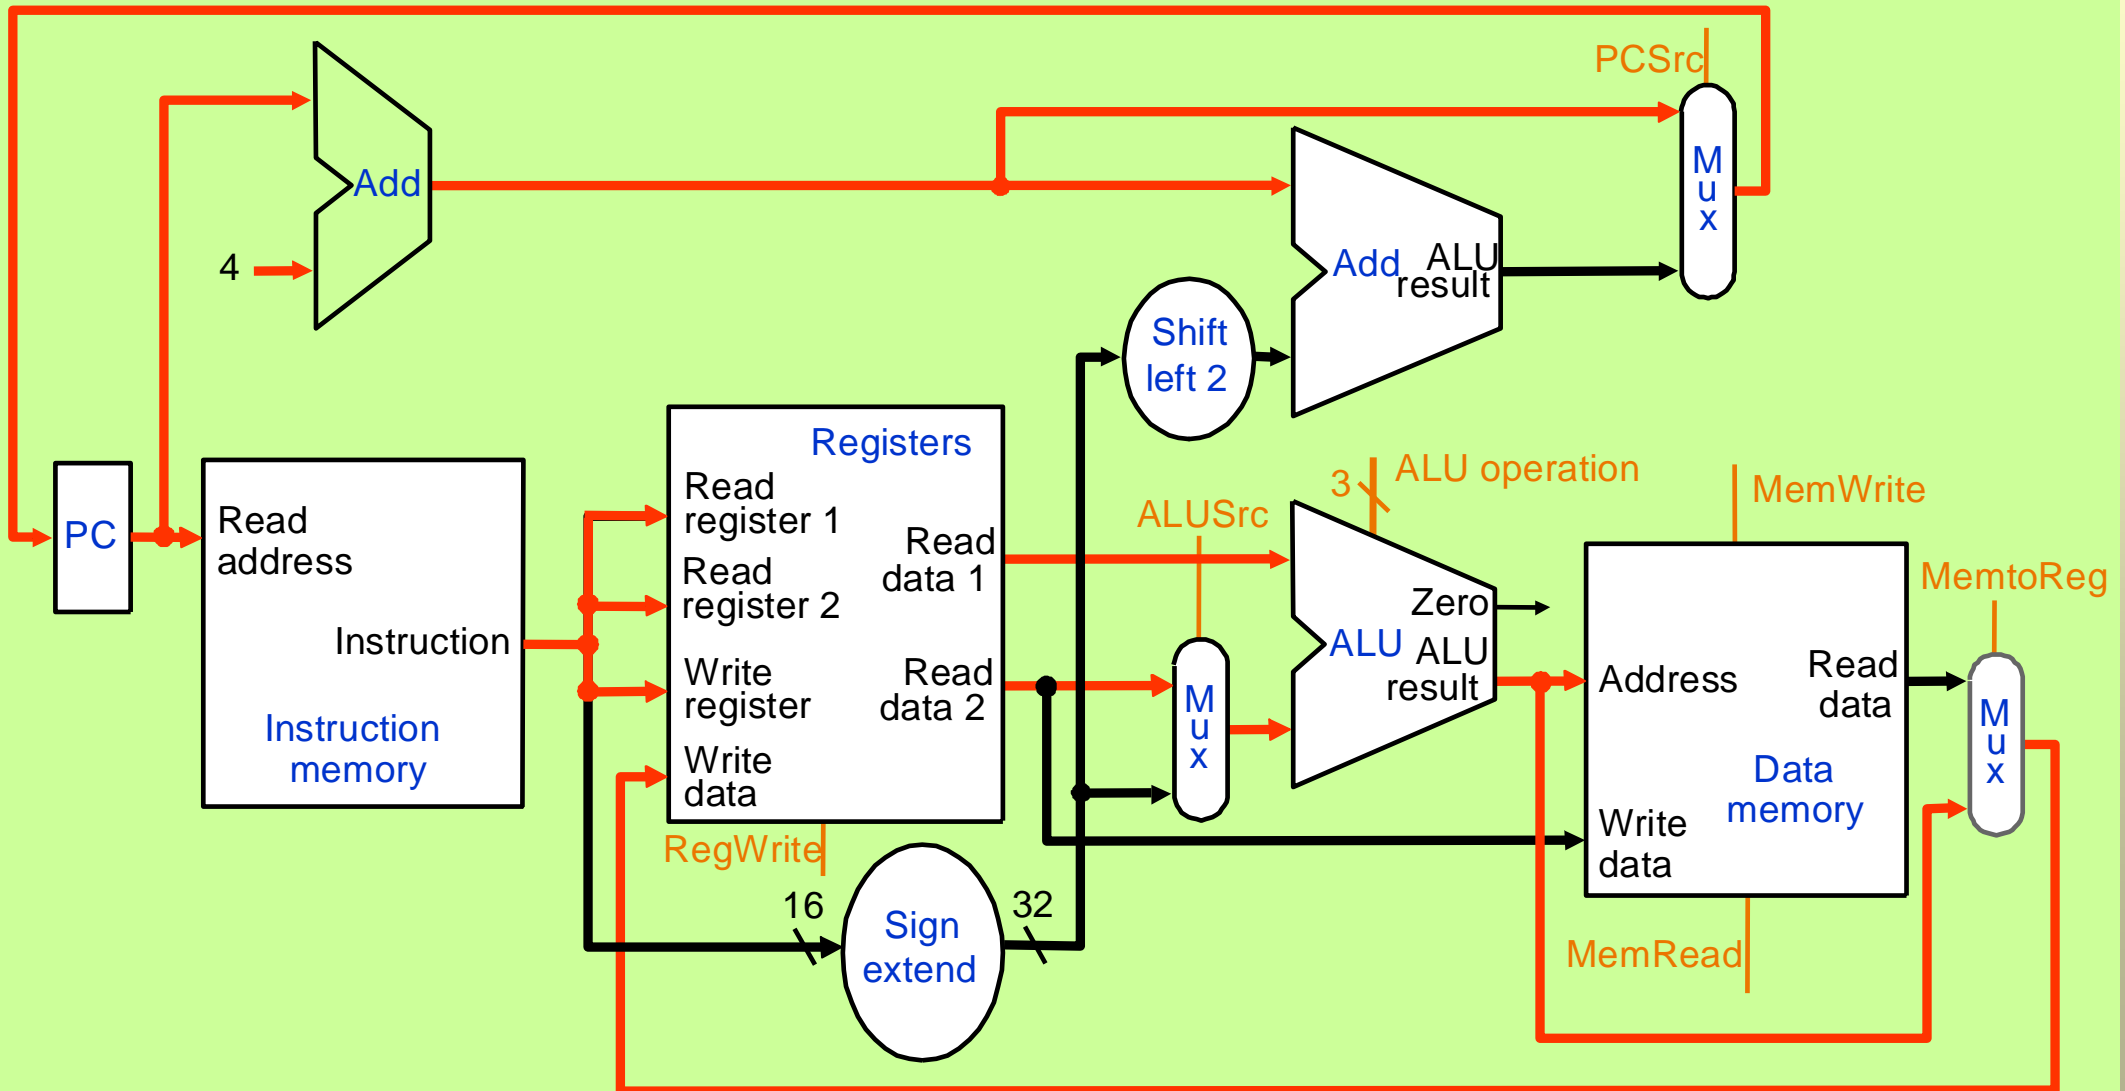 PCSrc
M
u
x
Add
4
Add
ALU
result
Shift
left 2
Registers
Read
register 1
Read
register 2
Write
register
Write
data
Read
data 1
Read
data 2
RegWrite
PC
Read
address
Instruction
Instruction
memory
ALUSrc
M
u
x
3
ALU operation
Zero
ALU
ALU
result
MemWrite
Address
Read
data
Data
memory
Write
data
MemRead
MemtoReg
M
u
x
16
Sign
extend
32